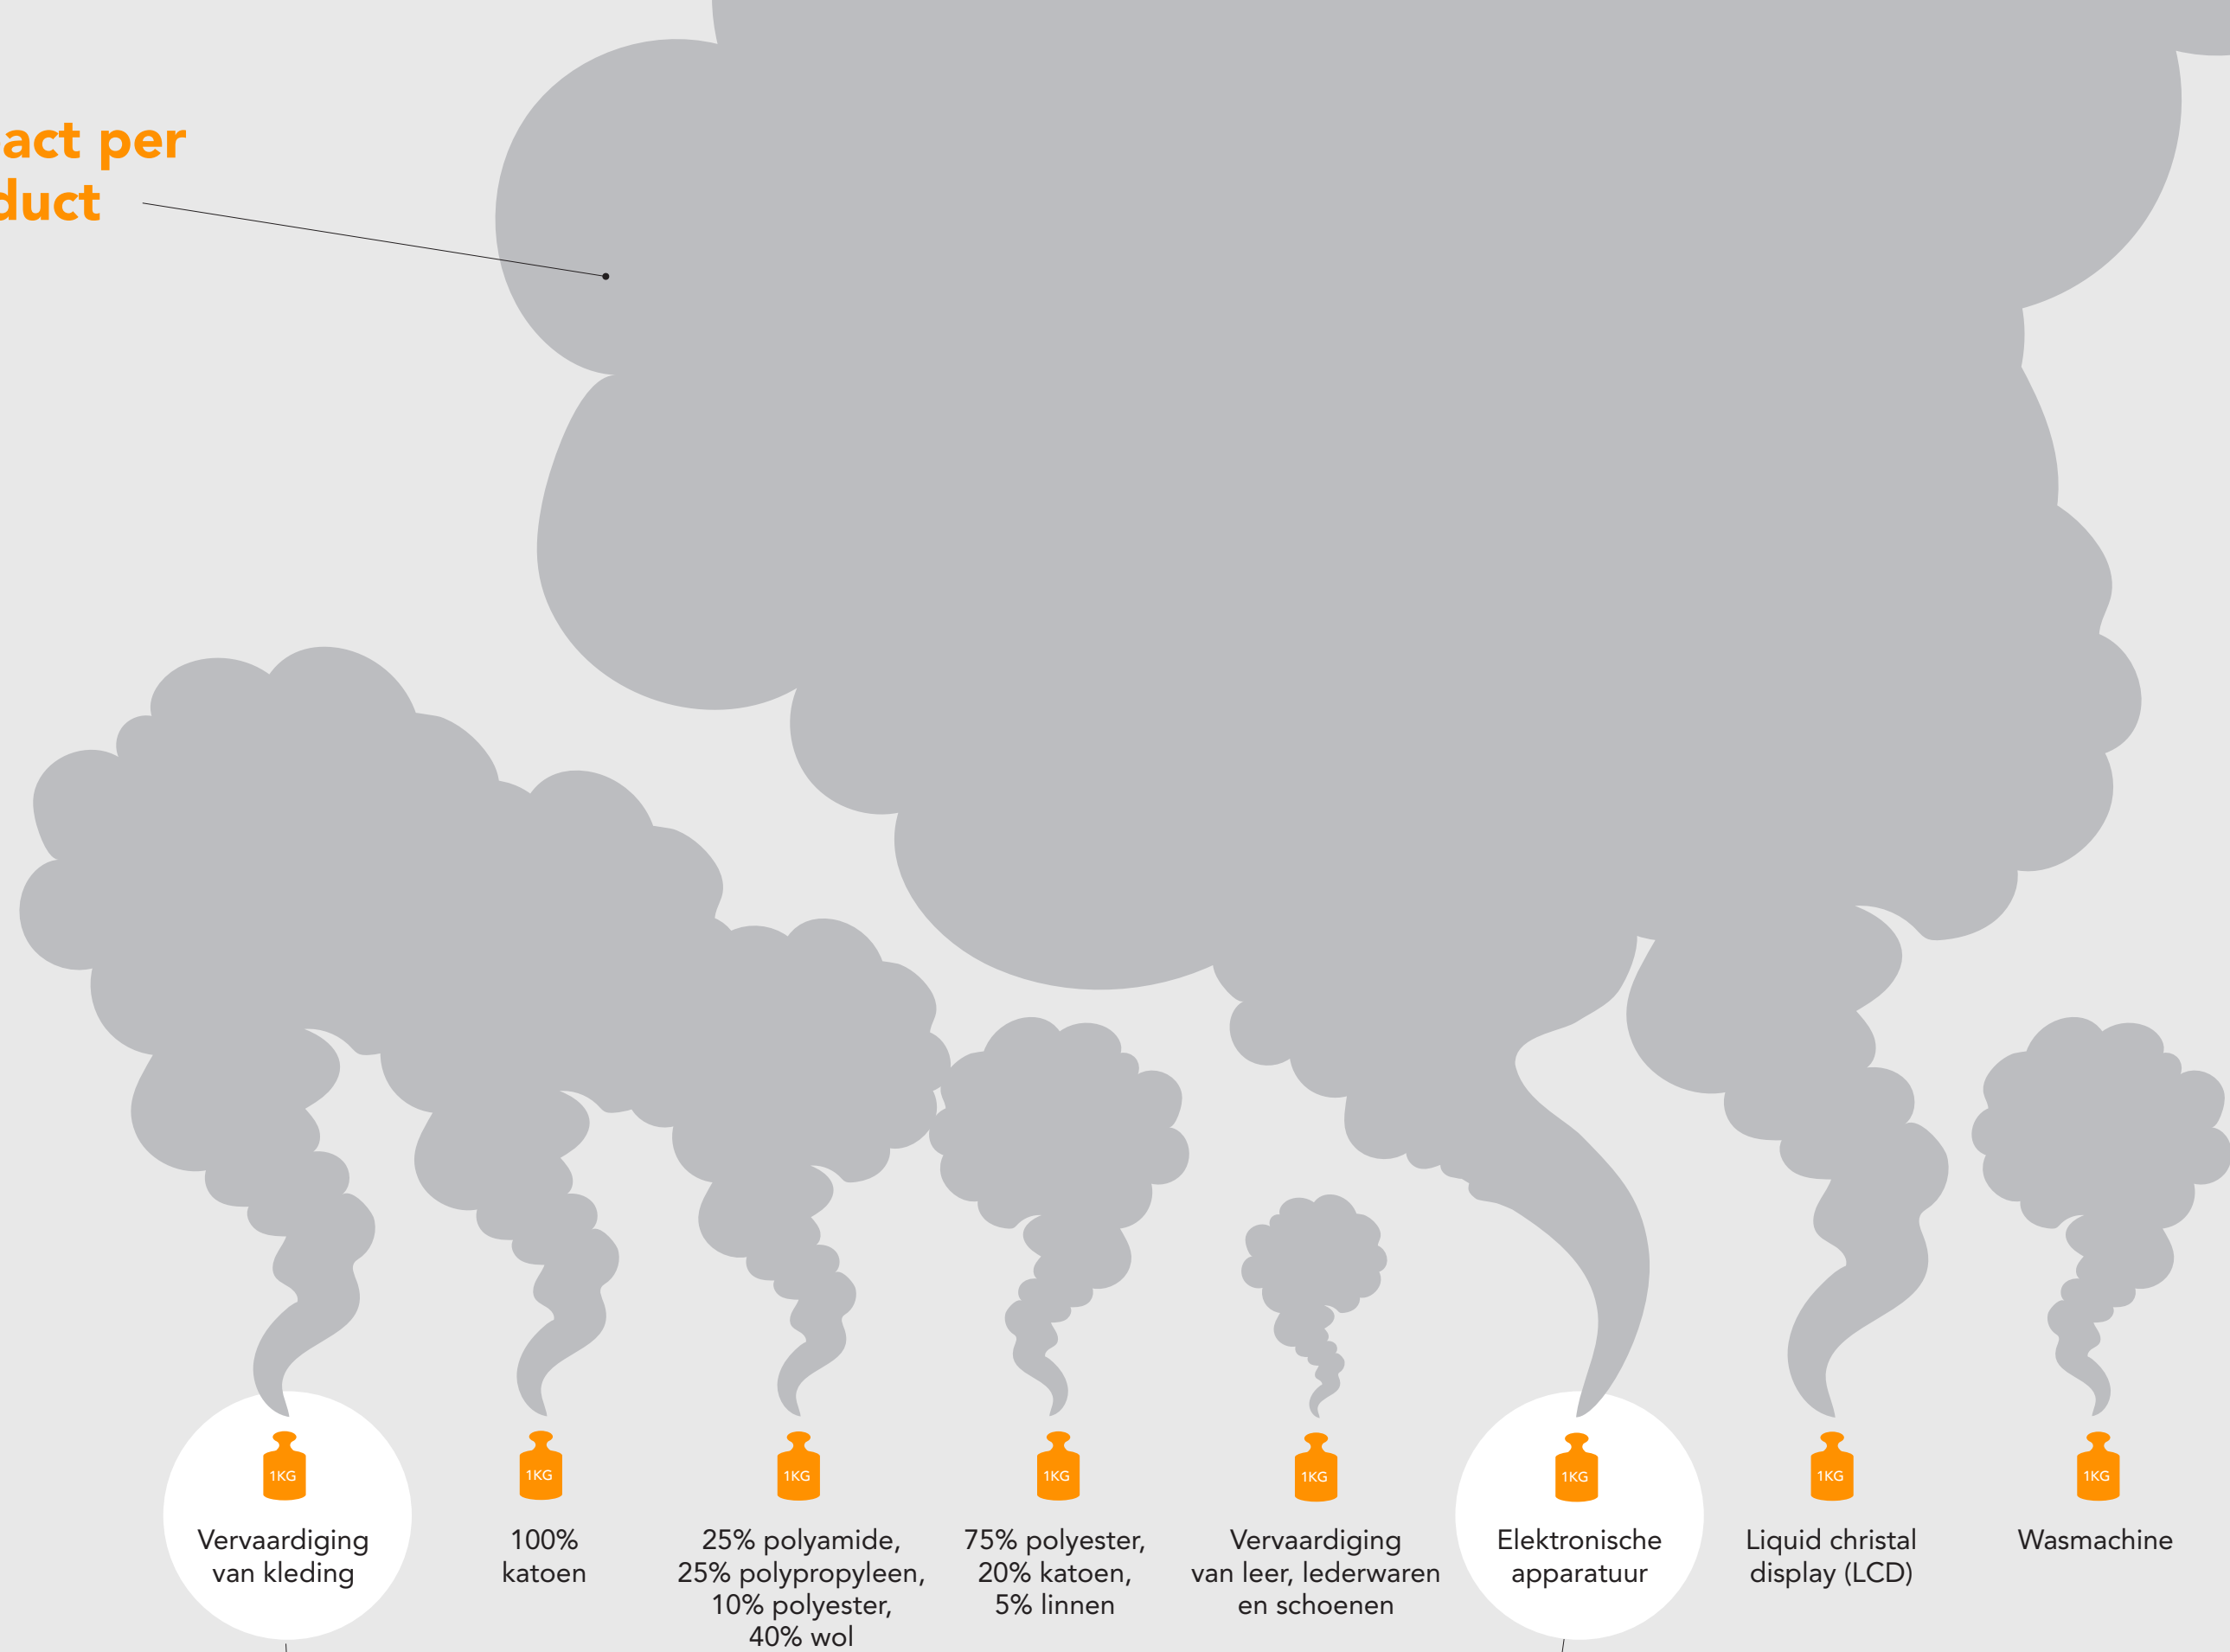 act per
duct
1KG
1KG
1KG
1KG
1KG
1KG
1KG
1KG
Vervaardiging
van kleding
100%
katoen
25% polyamide,
25% polypropyleen,
10% polyester,
40% wol
75% polyester,
20% katoen,
5% linnen
Vervaardiging
van leer, lederwaren
en schoenen
Elektronische
apparatuur
Liquid christal
display (LCD)
Wasmachine